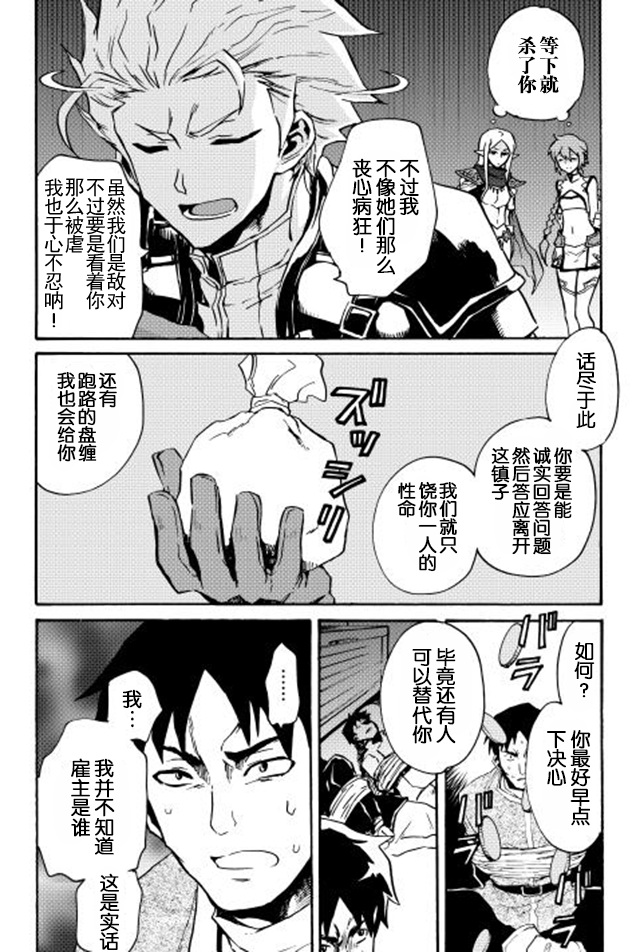 等下就
杀了你
不过我
不像她们那么
丧心病狂！
虽然我们是敌对
不过要是看着你
那么被虐
我也于心不忍呐！
话尽于此
你要是能
诚实回答问题
然后答应离开
这镇子
我们就只
饶你一人的
性命
ズッシリ
还有
跑路的盘缠
我也会给你
如何？
你最好早点
下决心
毕竟还有人
可以替代你
……
我…
我并不知道
雇主是谁
这是实话